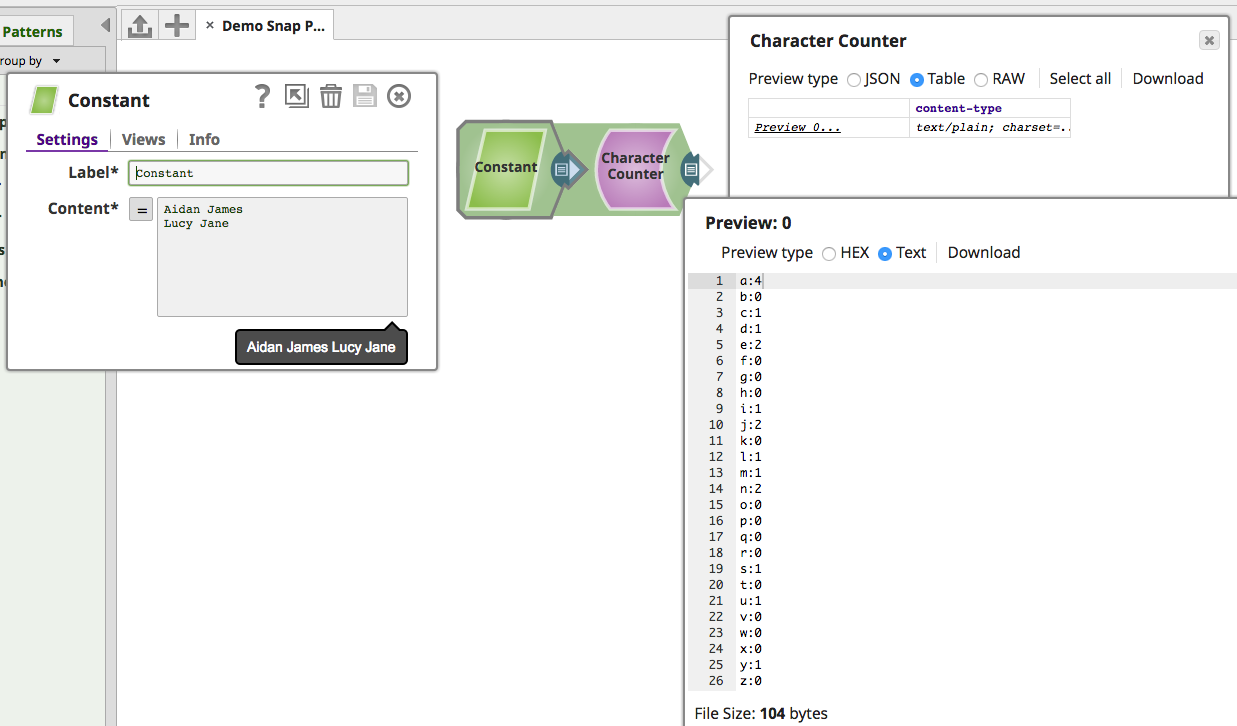 Patterns
roup by
Demo Snap P...
Constant
Settings
Views
Info
Label*
Constant
Content*
=
Aidan James
Lucy Jane
Aidan James Lucy Jane
Constant
Character
Counter
Character Counter
Preview type JSON Table RAW Select all Download
content-type
Preview 0...
text/plain; charset=..
Preview: 0
Preview type HEX Text Download
1 a:4
2 b:0
3 c:1
4 d:1
5 e:2
6 f:0
7 g:0
8 h:0
9 i:1
10 j:2
11 k:0
12 l:1
13 m:1
14 n:2
15 o:0
16 p:0
17 q:0
18 r:0
19 s:1
20 t:0
21 u:1
22 v:0
23 w:0
24 x:0
25 y:1
26 z:0
File Size: 104 bytes